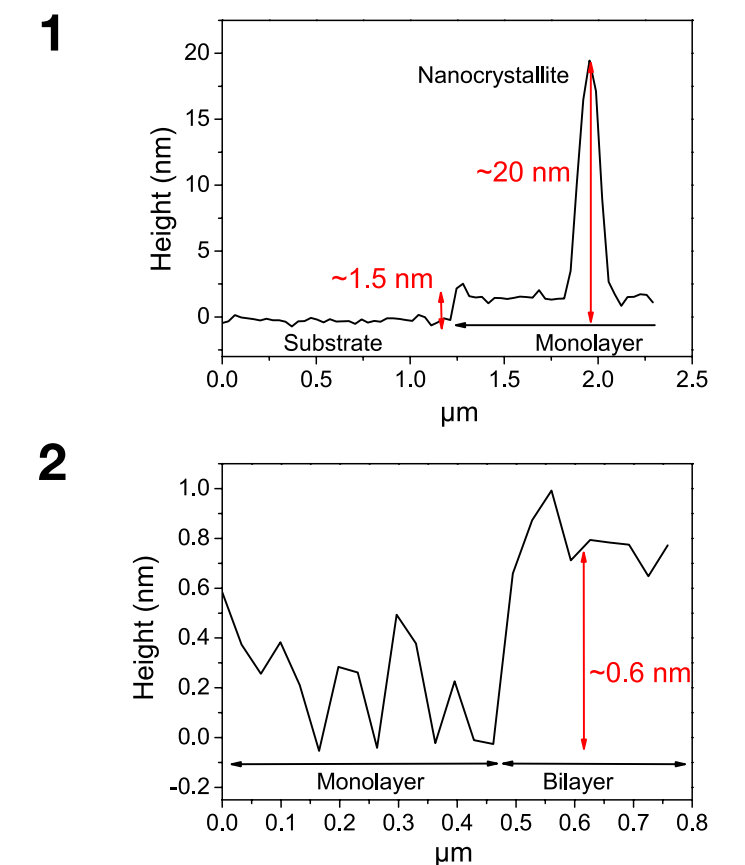 1
20
15
10
5
0
Height (nm)
Nanocrystallite
~20 nm
~1.5 nm
Substrate
Monolayer
0.0 0.5 1.0 1.5 2.0 2.5
µm
2
1.0
0.8
0.6
0.4
0.2
0.0
-0.2
Height (nm)
~0.6 nm
Monolayer
Bilayer
0.0 0.1 0.2 0.3 0.4 0.5 0.6 0.7 0.8
µm